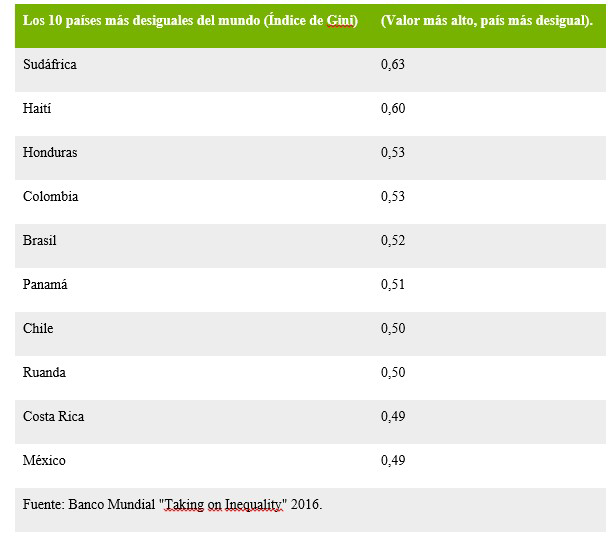 Los 10 países más desiguales del mundo (Índice de Gini) (Valor más alto, país más desigual).
Sudáfrica 0,63
Haití 0,60
Honduras 0,53
Colombia 0,53
Brasil 0,52
Panamá 0,51
Chile 0,50
Ruanda 0,50
Costa Rica 0,49
México 0,49
Fuente: Banco Mundial "Taking on Inequality" 2016.